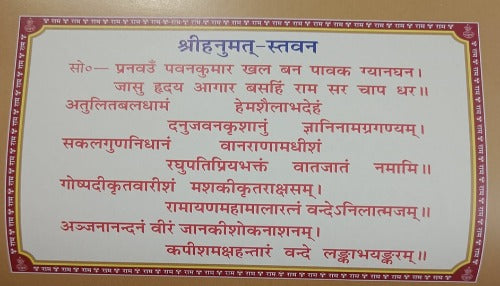 श्रीहनुमत्-स्तवन
सो०— प्रनवउँ पवनकुमार खल बन पावक ग्यानघन।
जासु हृदय आगार बसहिं राम सर चाप धर॥
अतुलितबलधामं हेमशैलाभदेहं
दनुजवनकृशानुं ज्ञानिनामग्रगण्यम्।
सकलगुणनिधानं वानराणामधीशं
रघुपतिप्रियभक्तं वातजातं नमामि॥
गोष्पदीकृतवारीशं मशकीकृतराक्षसम्।
रामायणमहामालारत्नं वन्देऽनिलात्मजम्॥
अञ्जनानन्दनं वीरं जानकीशोकनाशनम्।
कपीशमक्षहन्तारं वन्दे लङ्काभयङ्करम्॥